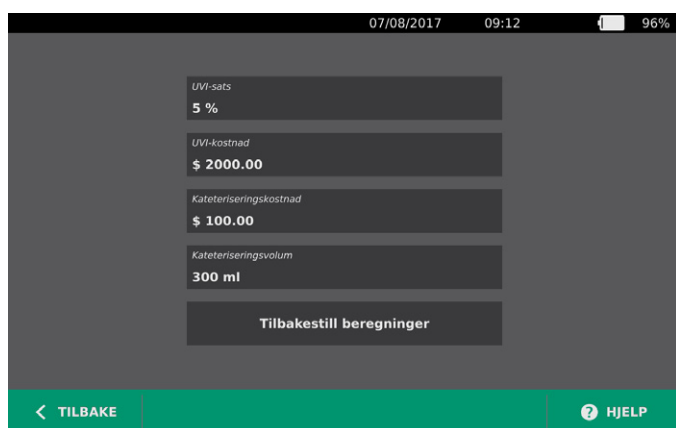 07/08/2017 09:12 96%
UVI-sats
5 %
UVI-kostnad
$ 2000.00
Kateteriseringskostnad
$ 100.00
Kateteriseringsvolum
300 ml
Tilbakestill beregninger
TILBAKE
? HJELP